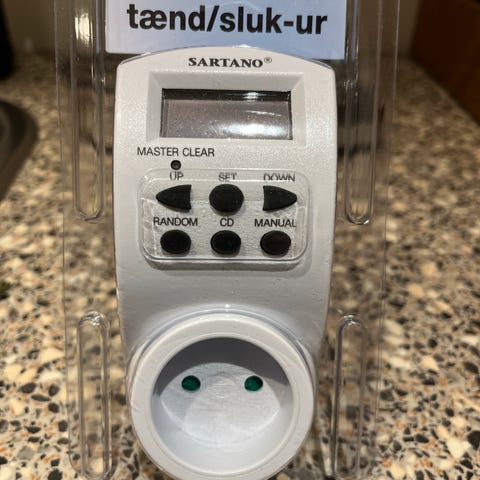 tænd/sluk-ur
SARTANO®
MASTER CLEAR
UP SET DOWN
RANDOM CD MANUAL